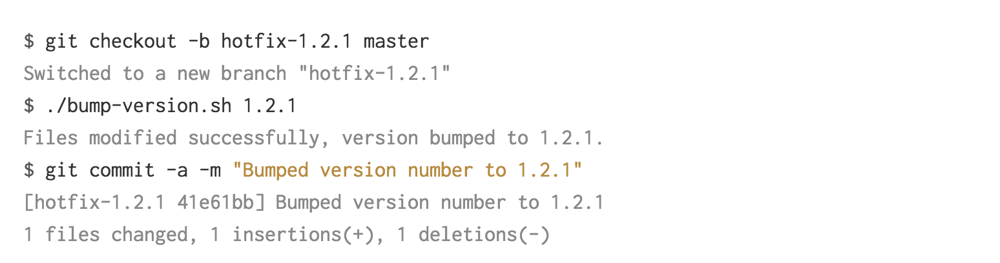 $ git checkout -b hotfix-1.2.1 master
Switched to a new branch "hotfix-1.2.1"
$ ./bump-version.sh 1.2.1
Files modified successfully, version bumped to 1.2.1.
$ git commit -a -m "Bumped version number to 1.2.1"
[hotfix-1.2.1 41e61bb] Bumped version number to 1.2.1
1 files changed, 1 insertions(+), 1 deletions(-)